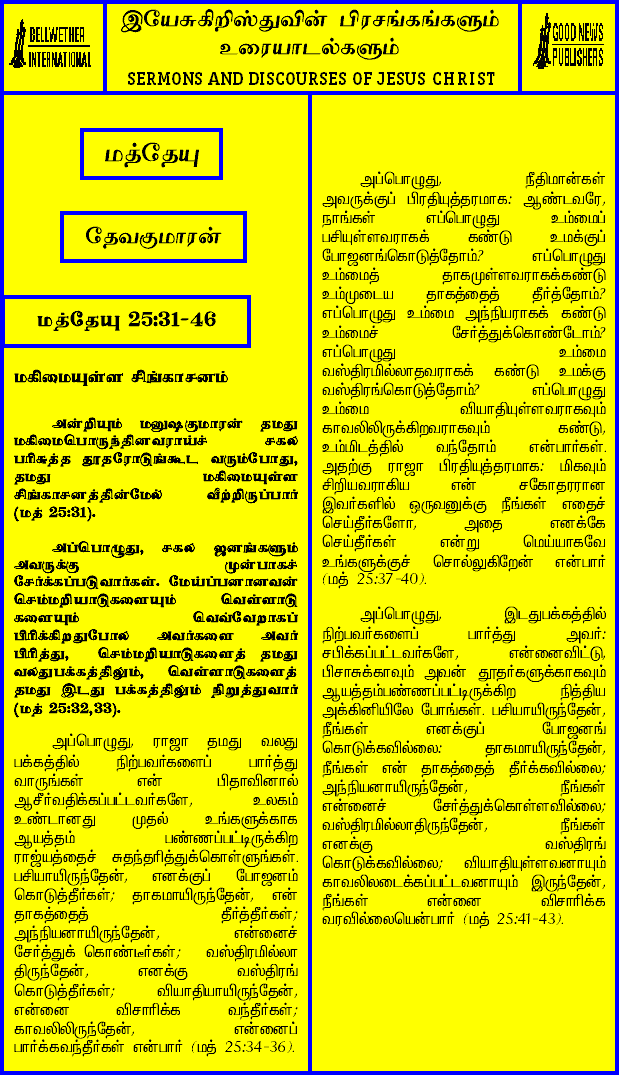 BELLWETHER
INTERNATIONAL
இயேசுகிறிஸ்துவின் பிரசங்கங்களும்
உரையாடல்களும்
SERMONS AND DISCOURSES OF JESUS CHRIST
GOOD NEWS
PUBLISHERS
மத்தேயு
தேவகுமாரன்
மத்தேயு 25:31-46
மகிமையுள்ள சிங்காசனம்
அன்றியும் மனுஷகுமாரன் தமது
மகிமைபொருந்தினவராய்ச் சகல
பரிசுத்த தூதரோடுங்கூட வரும்போது,
தமது மகிமையுள்ள
சிங்காசனத்தின்மேல் வீற்றிருப்பார்
(மத் 25:31).
அப்பொழுது, சகல ஜனங்களும்
அவருக்கு முன்பாகச்
சேர்க்கப்படுவார்கள். மேய்ப்பனானவன்
செம்மறியாடுகளையும் வெள்ளாடு
களையும் வெவ்வேறாகப்
பிரிக்கிறதுபோல அவர்களை அவர்
பிரித்து, செம்மறியாடுகளைத் தமது
வலதுபக்கத்திலும், வெள்ளாடுகளைத்
தமது இடது பக்கத்திலும் நிறுத்துவார்
(மத் 25:32,33).
அப்பொழுது, ராஜா தமது வலது
பக்கத்தில் நிற்பவர்களைப் பார்த்து
வாருங்கள் என் பிதாவினால்
ஆசீர்வதிக்கப்பட்டவர்களே, உலகம்
உண்டானது முதல் உங்களுக்காக
ஆயத்தம் பண்ணப்பட்டிருக்கிற
ராஜ்யத்தைச் சுதந்தரித்துக்கொள்ளுங்கள்.
பசியாயிருந்தேன், எனக்குப் போஜனம்
கொடுத்தீர்கள்; தாகமாயிருந்தேன், என்
தாகத்தைத் தீர்த்தீர்கள்;
அந்நியனாயிருந்தேன், என்னைச்
சேர்த்துக் கொண்டீர்கள்; வஸ்திரமில்லா
திருந்தேன், எனக்கு வஸ்திரங்
கொடுத்தீர்கள்; வியாதியாயிருந்தேன்,
என்னை விசாரிக்க வந்தீர்கள்;
காவலிலிருந்தேன், என்னைப்
பார்க்கவந்தீர்கள் என்பார் (மத் 25:34-36).
அப்பொழுது, நீதிமான்கள்
அவருக்குப் பிரதியுத்தரமாக: ஆண்டவரே,
நாங்கள் எப்பொழுது உம்மைப்
பசியுள்ளவராகக் கண்டு உமக்குப்
போஜனங்கொடுத்தோம்? எப்பொழுது
உம்மைத் தாகமுள்ளவராகக்கண்டு
உம்முடைய தாகத்தைத் தீர்த்தோம்?
எப்பொழுது உம்மை அந்நியராகக் கண்டு
உம்மைச் சேர்த்துக்கொண்டோம்?
எப்பொழுது உம்மை
வஸ்திரமில்லாதவராகக் கண்டு உமக்கு
வஸ்திரங்கொடுத்தோம்? எப்பொழுது
உம்மை வியாதியுள்ளவராகவும்
காவலிலிருக்கிறவராகவும் கண்டு,
உம்மிடத்தில் வந்தோம் என்பார்கள்.
அதற்கு ராஜா பிரதியுத்தரமாக: மிகவும்
சிறியவராகிய என் சகோதரரான
இவர்களில் ஒருவனுக்கு நீங்கள் எதைச்
செய்தீர்களோ, அதை எனக்கே
செய்தீர்கள் என்று மெய்யாகவே
உங்களுக்குச் சொல்லுகிறேன் என்பார்
(மத் 25:37-40).
அப்பொழுது, இடதுபக்கத்தில்
நிற்பவர்களைப் பார்த்து அவர்:
சபிக்கப்பட்டவர்களே, என்னைவிட்டு,
பிசாசுக்காவும் அவன் தூதர்களுக்காகவும்
ஆயத்தம்பண்ணப்பட்டிருக்கிற நித்திய
அக்கினியிலே போங்கள். பசியாயிருந்தேன்,
நீங்கள் எனக்குப் போஜனங்
கொடுக்கவில்லை: தாகமாயிருந்தேன்,
நீங்கள் என் தாகத்தைத் தீர்க்கவில்லை;
அந்நியனாயிருந்தேன், நீங்கள்
என்னைச் சேர்த்துக்கொள்ளவில்லை;
வஸ்திரமில்லாதிருந்தேன், நீங்கள்
எனக்கு வஸ்திரங்
கொடுக்கவில்லை; வியாதியுள்ளவனாயும்
காவலிலடைக்கப்பட்டவனாயும் இருந்தேன்,
நீங்கள் என்னை விசாரிக்க
வரவில்லையென்பார் (மத் 25:41-43).